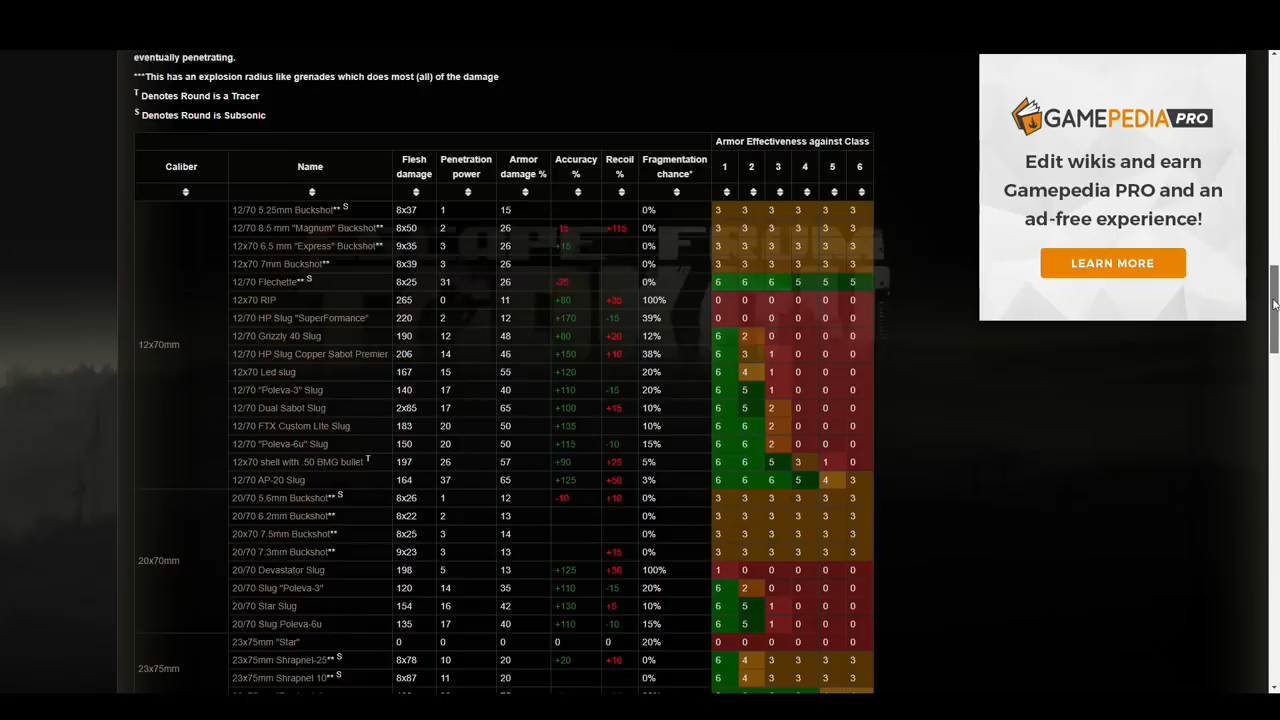 eventually penetrating.
***This has an explosion radius like grenades which does most (all) of the damage
T Denotes Round is a Tracer
S Denotes Round is Subsonic
GAMEPEDIA PRO
Edit wikis and earn
Gamepedia PRO and an
ad-free experience!
LEARN MORE
Armor Effectiveness against Class
Caliber Name Flesh damage Penetration power Armor damage % Accuracy % Recoil % Fragmentation chance* 1 2 3 4 5 6
12x70mm
12/70 5.25mm Buckshot** S 8x37 1 15 0% 3 3 3 3 3 3
12/70 8.5 mm "Magnum" Buckshot** 8x50 2 26 -15 +115 0% 3 3 3 3 3 3
12x70 6.5 mm "Express" Buckshot** 9x35 3 26 +15 0% 3 3 3 3 3 3
12x70 7mm Buckshot** 8x39 3 26 0% 3 3 3 3 3 3
12/70 Flechette** S 8x25 31 26 -25 0% 6 6 6 5 5 5
12x70 RIP 265 0 11 +80 +35 100% 0 0 0 0 0 0
12/70 HP Slug "SuperFormance" 220 2 12 +170 -15 39% 0 0 0 0 0 0
12/70 Grizzly 40 Slug 190 12 48 +80 +20 12% 6 2 0 0 0 0
12/70 HP Slug Copper Sabot Premier 206 14 46 +150 +10 38% 6 3 1 0 0 0
12x70 Led slug 167 15 55 +120 20% 6 4 1 0 0 0
12/70 "Poleva-3" Slug 140 17 40 +110 -15 20% 6 5 1 0 0 0
12/70 Dual Sabot Slug 2x85 17 65 +100 +15 10% 6 5 2 0 0 0
12/70 FTX Custom LIte Slug 183 20 50 +135 10% 6 6 2 0 0 0
12/70 "Poleva-6u" Slug 150 20 50 +115 -10 15% 6 6 2 0 0 0
12x70 shell with .50 BMG bullet T 197 26 57 +90 +25 5% 6 6 5 3 1 0
12/70 AP-20 Slug 164 37 65 +125 +50 3% 6 6 6 5 4 3
20x70mm
20/70 5.6mm Buckshot** S 8x26 1 12 -10 +10 0% 3 3 3 3 3 3
20/70 6.2mm Buckshot** 8x22 2 13 0% 3 3 3 3 3 3
20x70 7.5mm Buckshot** 8x25 3 14 0% 3 3 3 3 3 3
20/70 7.3mm Buckshot** 9x23 3 13 +15 0% 3 3 3 3 3 3
20/70 Devastator Slug 198 5 13 +125 +30 100% 1 0 0 0 0 0
20/70 Slug "Poleva-3" 120 14 35 +110 -15 20% 6 2 0 0 0 0
20/70 Star Slug 154 16 42 +130 +5 10% 6 5 1 0 0 0
20/70 Slug Poleva-6u 135 17 40 +110 -10 15% 6 5 1 0 0 0
23x75mm
23x75mm "Star" 0 0 0 0 0 20% 0 0 0 0 0 0
23x75mm Shrapnel-25** S 8x78 10 20 +20 +10 0% 6 4 3 3 3 3
23x75mm Shrapnel 10** S 8x87 11 20 0% 6 4 3 3 3 3